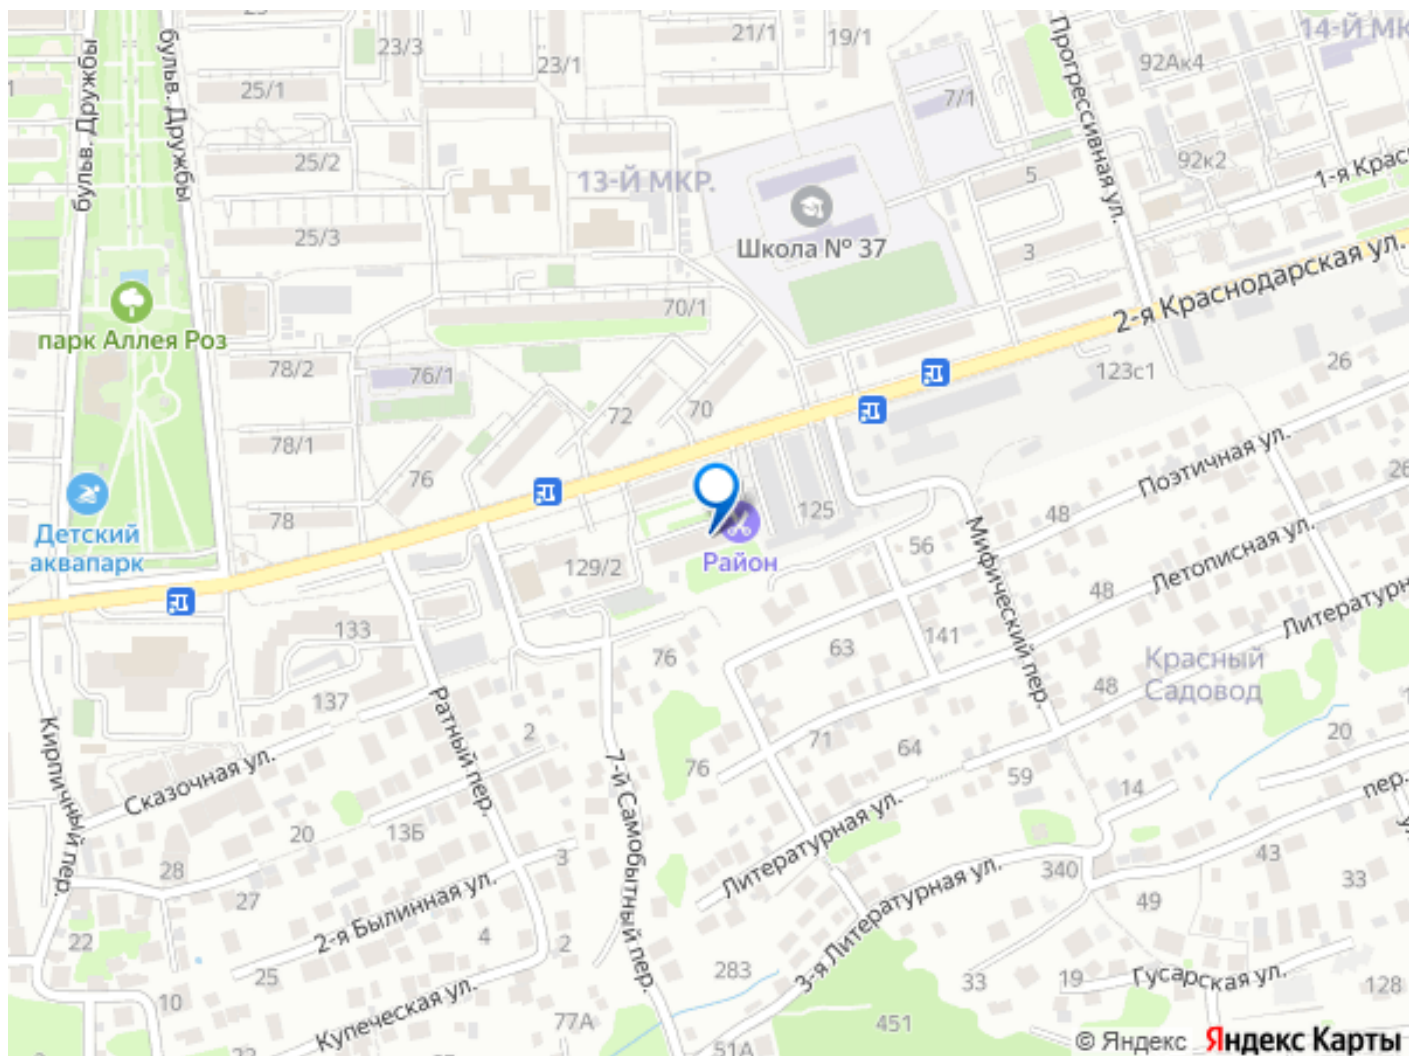 23
23/3
21/1
19/1
23/1
14-Й МК
92Ак4
25/1
7/1
бульв. Дружбы
бульв. Дружбы
Прогрессивная ул.
25/2
13-Й МКР.
5
92к2
1-я Крас
25/3
Школа № 37
3
2-я Краснодарская ул.
70/1
парк Аллея Роз
78/2
76/1
72
70
123с1
26
78/1
76
Поэтичная ул.
26
78
125
48
Детский
аквапарк
129/2
Район
56
Мифический пер.
Летописная ул.
48
Литературн
133
76
63
141
48
Красный
Садовод
137
Ратный пер.
2
71
64
20
Кирпичный пер.
Сказочная ул.
7-й Самобытный пер.
76
59
14
пер.
20
13Б
Литературная ул.
28
3
3-я Литературная ул.
340
43
33
27
2-я Былинная ул.
49
22
4
2
25
283
33
19
Гусарская ул.
128
10
Купеческая ул.
77А
451
51А
© Яндекс Яндекс Карты